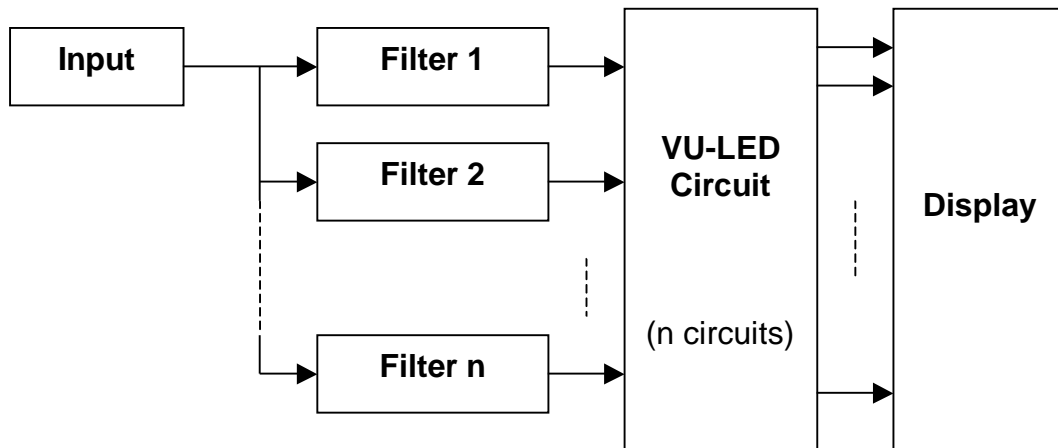 Input
Filter 1
Filter 2
Filter n
VU-LED
Circuit
(n circuits)
Display